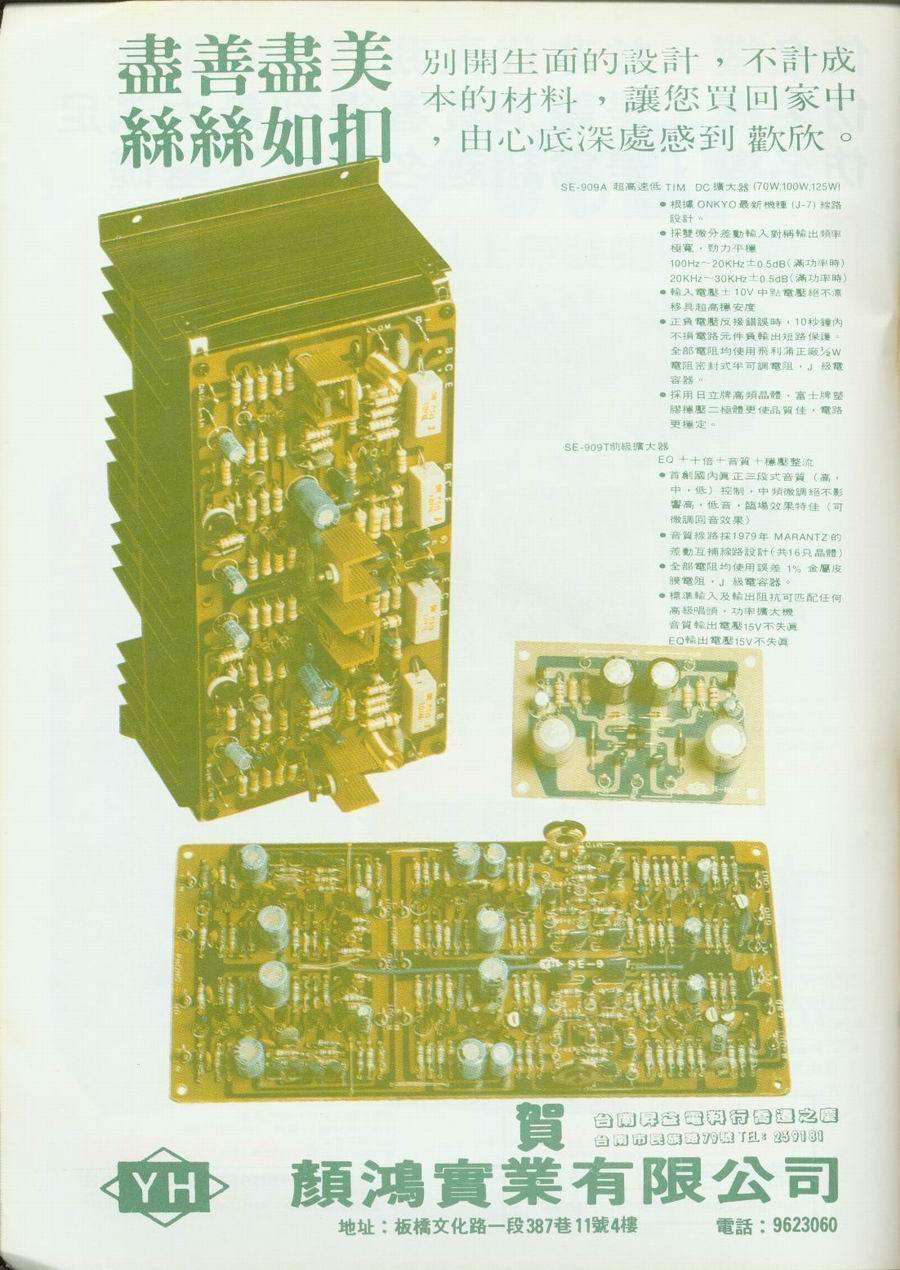 盡善盡美
絲絲如扣
別開生面的設計，不計成
本的材料，讓您買回家中
，由心底深處感到 歡欣。
SE-909A 超高速低 TIM DC 擴大器 (70W,100W,125W)
●根據 ONKYO 最新機種 (J-7) 線路
設計。
●採雙微分差動輸入對稱輸出頻率
極寬，勁力平穩
100Hz～20KHz±0.5dB(滿功率時)
20KHz～30KHz±0.5dB(滿功率時)
●輸入電壓±10V 中點電壓絕不漂
移具超高穩安度
●正負電壓反接錯誤時，10秒鐘內
不損電路元件負輸出短路保護。
全部電阻均使用飛利浦正廠½W
電阻密封式半可調電阻，J 級電
容器。
●採用日立牌高頻晶體，富士牌塑
膠穩壓二極體更使品質佳，電路
更穩定。
SE-909T前級擴大器
EQ ＋十倍＋音質＋穩壓整流
●首創國內眞正三段式音質（高，
中，低）控制，中頻微調絕不影
響高，低音，臨場效果特佳（可
微調回音效果）
●音質線路採1979年 MARANTZ 的
差動互補線路設計(共16只晶體)
●全部電阻均使用誤差 1% 金屬皮
膜電阻，J 級電容器。
●標準輸入及輸出阻抗可匹配任何
高級唱頭，功率擴大機
音質輸出電壓15V不失眞
EQ輸出電壓15V不失眞
SE-9
賀
台南昇益電料行喬遷之慶
台南市民族路79號 TEL: 259181
YH
顏鴻實業有限公司
地址：板橋文化路一段387巷11號4樓
電話：9623060